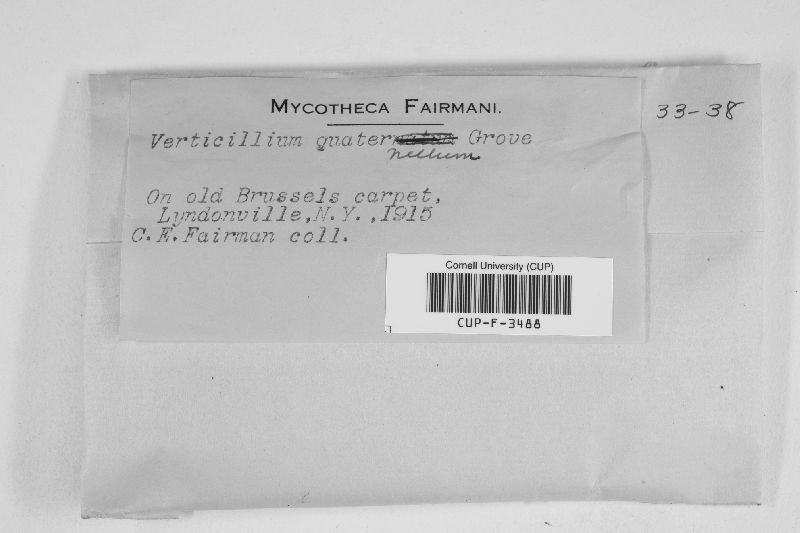 MYCOTHECA FAIRMANI.
33-38
Verticillium quater Grove
nellum
On old Brussels carpet,
Lyndonville, N.Y., 1915
C.E.Fairman coll.
Cornell University (CUP)
CUP-F-3488